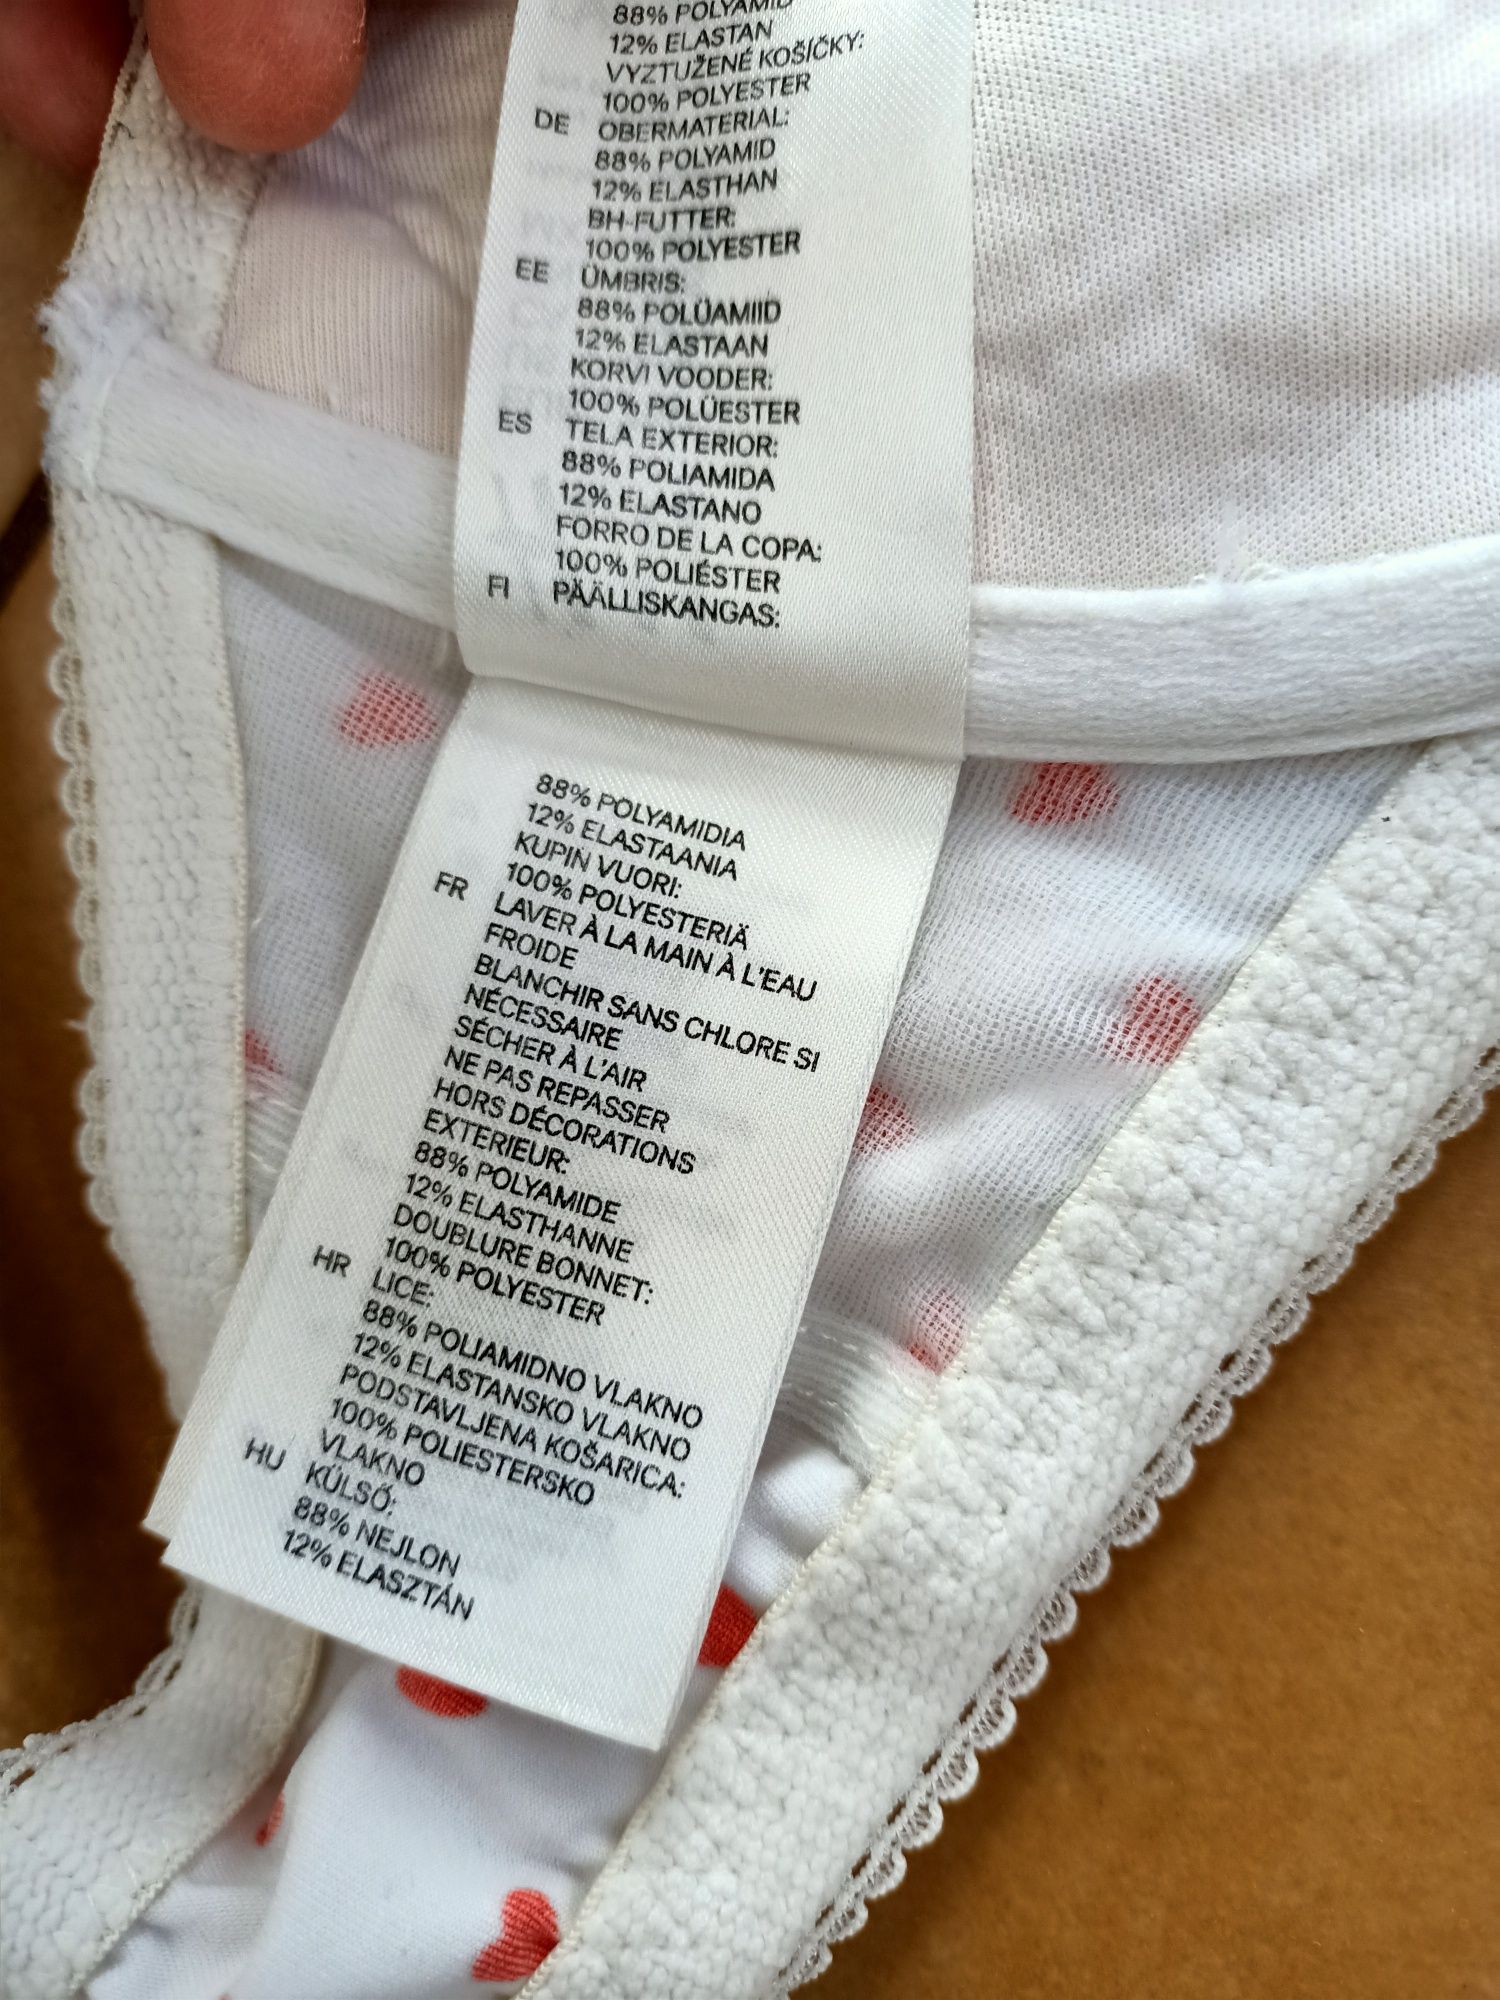 88% POLYAMID
12% ELASTAN
VYZTUŽENÉ KOŠÍČKY:
100% POLYESTER
DE OBERMATERIAL:
88% POLYAMID
12% ELASTHAN
BH-FUTTER:
100% POLYESTER
EE ÜMBRIS:
88% POLÜAMIID
12% ELASTAAN
KORVI VOODER:
100% POLÜESTER
ES TELA EXTERIOR:
88% POLIAMIDA
12% ELASTANO
FORRO DE LA COPA:
100% POLIÉSTER
FI PÄÄLLISKANGAS:
88% POLYAMIDIA
12% ELASTAANIA
KUPIN VUORI:
100% POLYESTERIÄ
FR LAVER À LA MAIN À L'EAU
FROIDE
BLANCHIR SANS CHLORE SI
NÉCESSAIRE
SÉCHER À L'AIR
NE PAS REPASSER
HORS DÉCORATIONS
EXTERIEUR:
88% POLYAMIDE
12% ELASTHANNE
DOUBLURE BONNET:
100% POLYESTER
HR LICE:
88% POLIAMIDNO VLAKNO
12% ELASTANSKO VLAKNO
PODSTAVLJENA KOŠARICA:
100% POLIESTERSKO
VLAKNO
HU KÜLSŐ:
88% NEJLON
12% ELASZTÁN